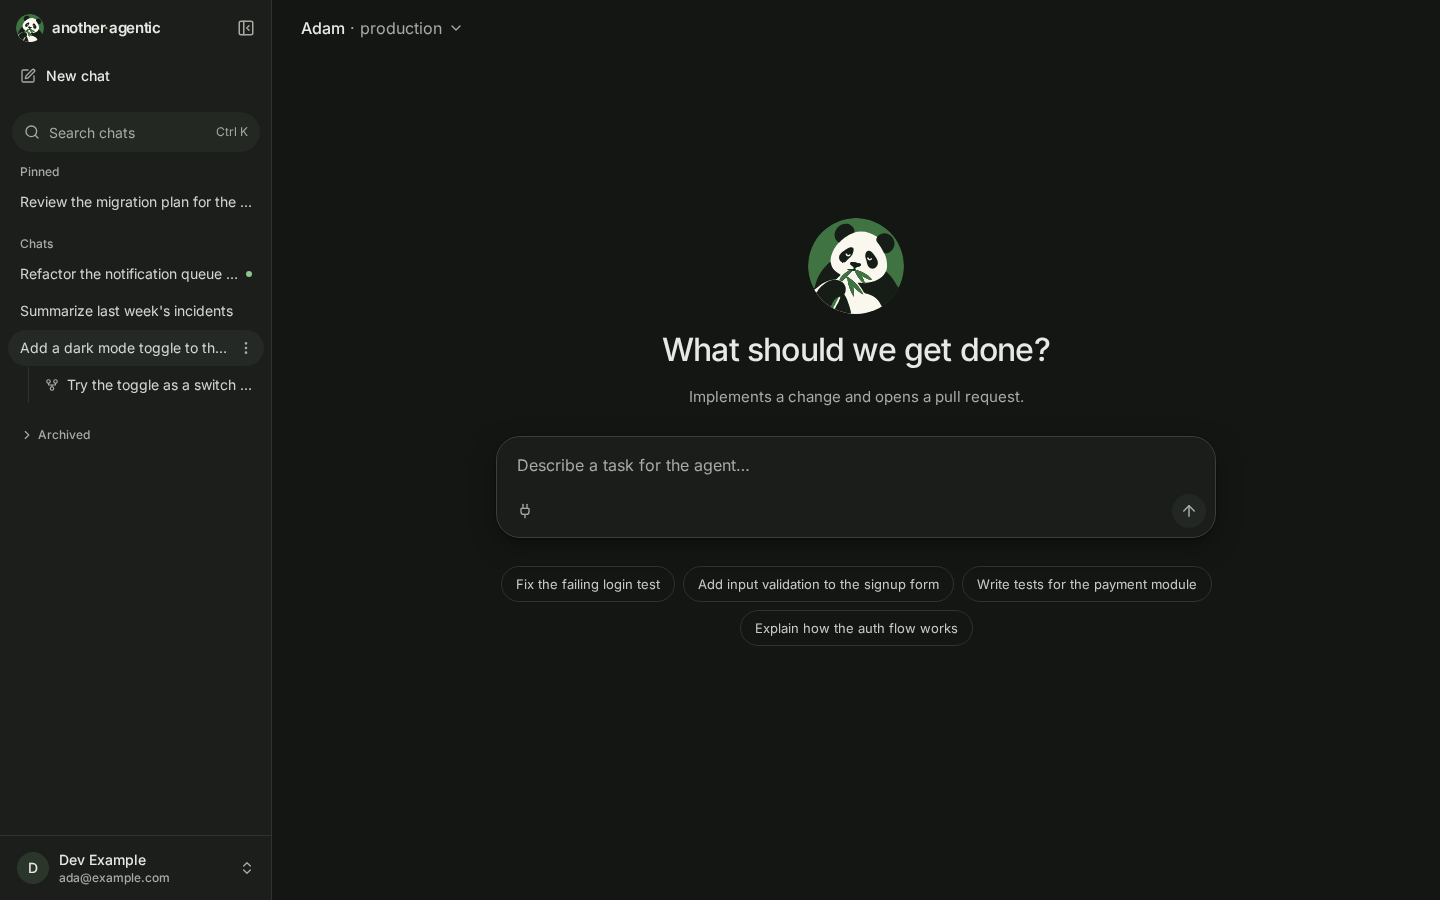 another·agentic
New chat
Search chats Ctrl K
Pinned
Review the migration plan for the ...
Chats
Refactor the notification queue ...
Summarize last week's incidents
Add a dark mode toggle to th...
Try the toggle as a switch ...
Archived
D
Dev Example
ada@example.com
Adam · production
What should we get done?
Implements a change and opens a pull request.
Describe a task for the agent...
Fix the failing login test
Add input validation to the signup form
Write tests for the payment module
Explain how the auth flow works